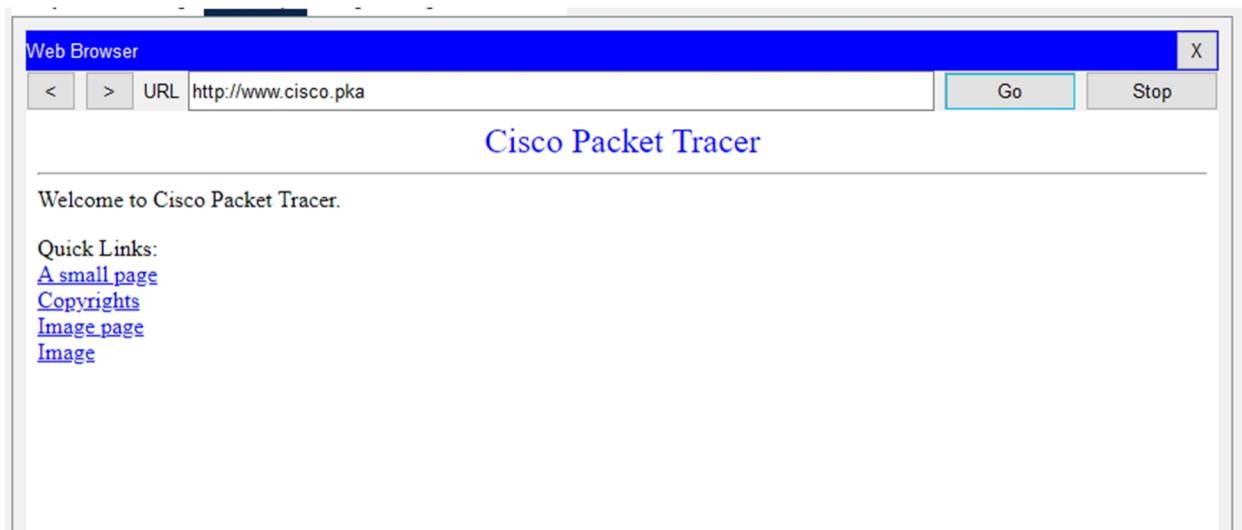 Web Browser X
< > URL http://www.cisco.pka Go Stop
Cisco Packet Tracer
Welcome to Cisco Packet Tracer.
Quick Links:
A small page
Copyrights
Image page
Image